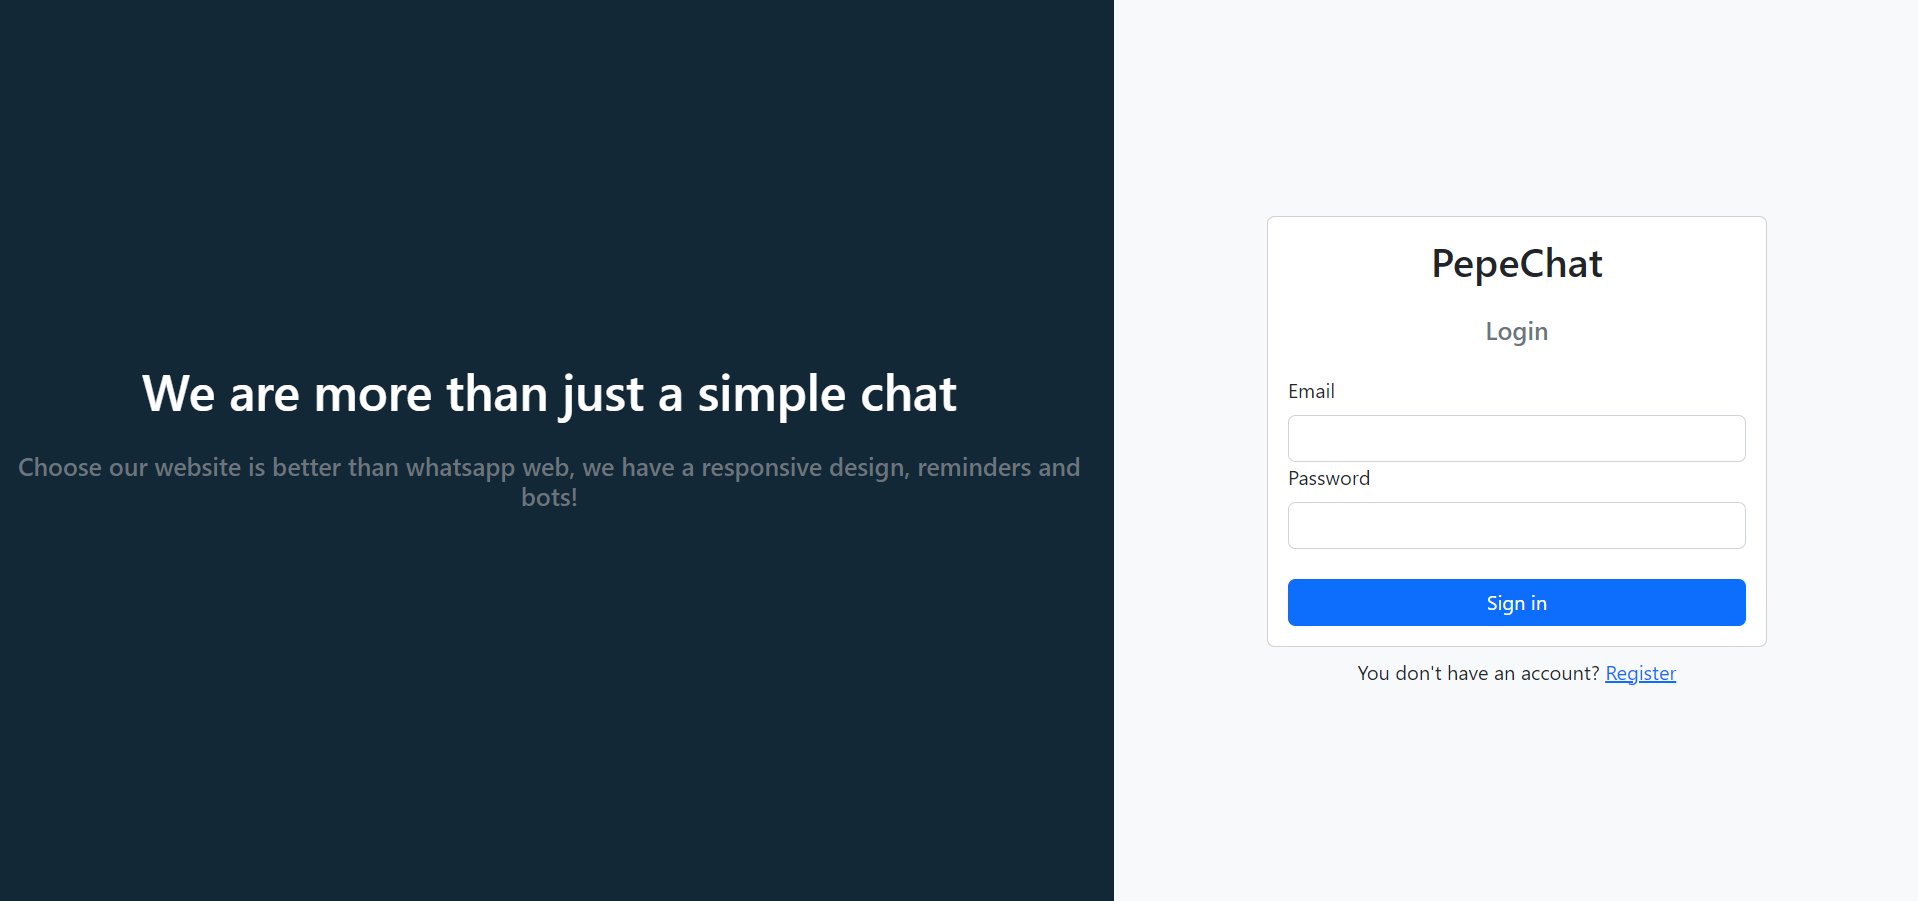 We are more than just a simple chat
Choose our website is better than whatsapp web, we have a responsive design, reminders and
bots!
PepeChat
Login
Email
Password
Sign in
You don't have an account? Register